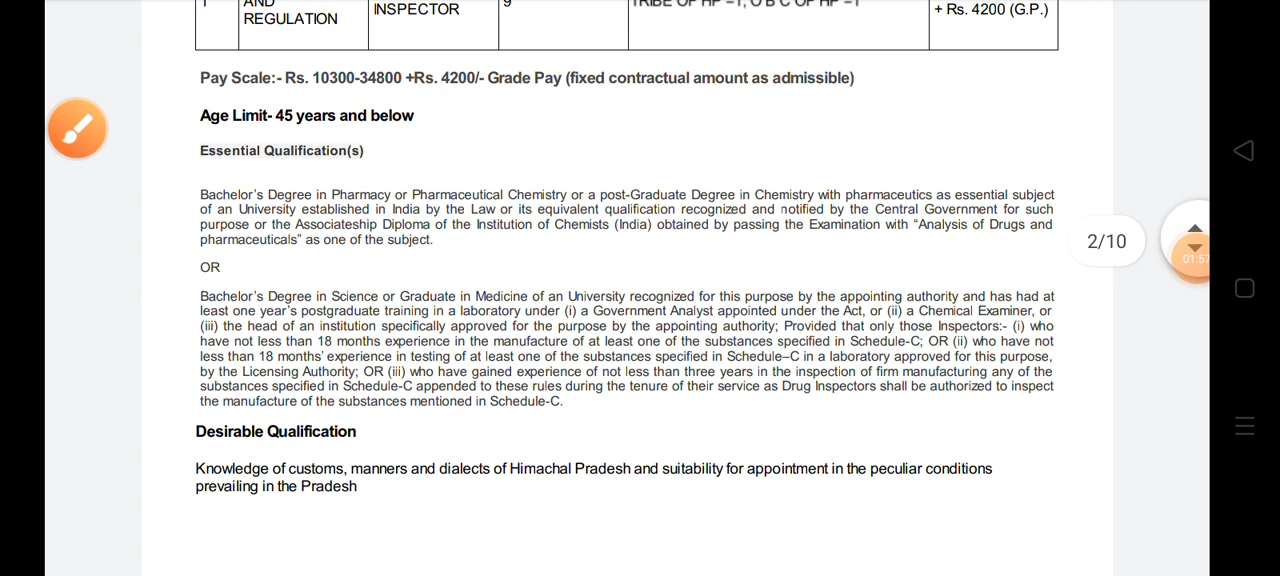 1
AND
REGULATION
INSPECTOR
9
TRIBE OF HP –1, O B C OF HP –1
+ Rs. 4200 (G.P.)
Pay Scale:- Rs. 10300-34800 +Rs. 4200/- Grade Pay (fixed contractual amount as admissible)
Age Limit- 45 years and below
Essential Qualification(s)
Bachelor’s Degree in Pharmacy or Pharmaceutical Chemistry or a post-Graduate Degree in Chemistry with pharmaceutics as essential subject
of an University established in India by the Law or its equivalent qualification recognized and notified by the Central Government for such
purpose or the Associateship Diploma of the Institution of Chemists (India) obtained by passing the Examination with “Analysis of Drugs and
pharmaceuticals” as one of the subject.
OR
Bachelor’s Degree in Science or Graduate in Medicine of an University recognized for this purpose by the appointing authority and has had at
least one year’s postgraduate training in a laboratory under (i) a Government Analyst appointed under the Act, or (ii) a Chemical Examiner, or
(iii) the head of an institution specifically approved for the purpose by the appointing authority; Provided that only those Inspectors:- (i) who
have not less than 18 months experience in the manufacture of at least one of the substances specified in Schedule-C; OR (ii) who have not
less than 18 months’ experience in testing of at least one of the substances specified in Schedule–C in a laboratory approved for this purpose,
by the Licensing Authority; OR (iii) who have gained experience of not less than three years in the inspection of firm manufacturing any of the
substances specified in Schedule-C appended to these rules during the tenure of their service as Drug Inspectors shall be authorized to inspect
the manufacture of the substances mentioned in Schedule-C.
Desirable Qualification
Knowledge of customs, manners and dialects of Himachal Pradesh and suitability for appointment in the peculiar conditions
prevailing in the Pradesh
2/10
01:57